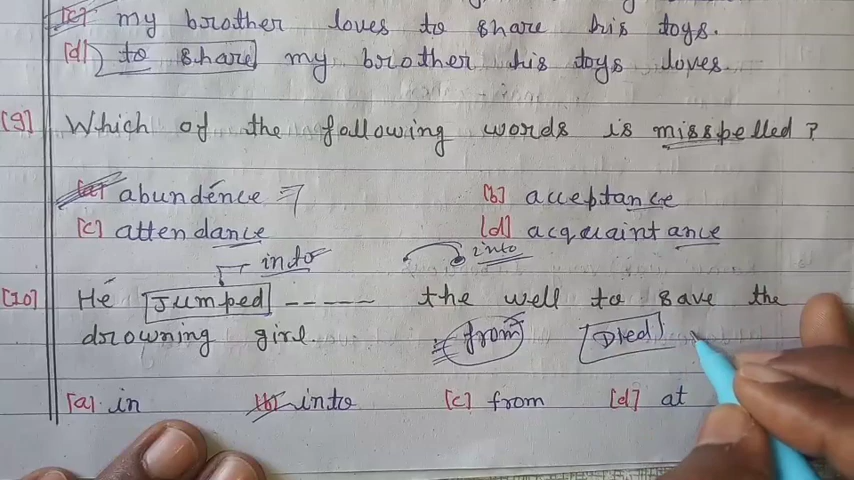 [c] my brother loves to share his toys.
[d] to share my brother his toys loves.
[9] Which of the following words is misspelled?
[a] abundence
[b] acceptance
[c] attendance
[d] acquaintance
into
into
[10] He Jumped ----- the well to save the
drowning girl.
from
Died
[a] in
[b] into
[c] from
[d] at